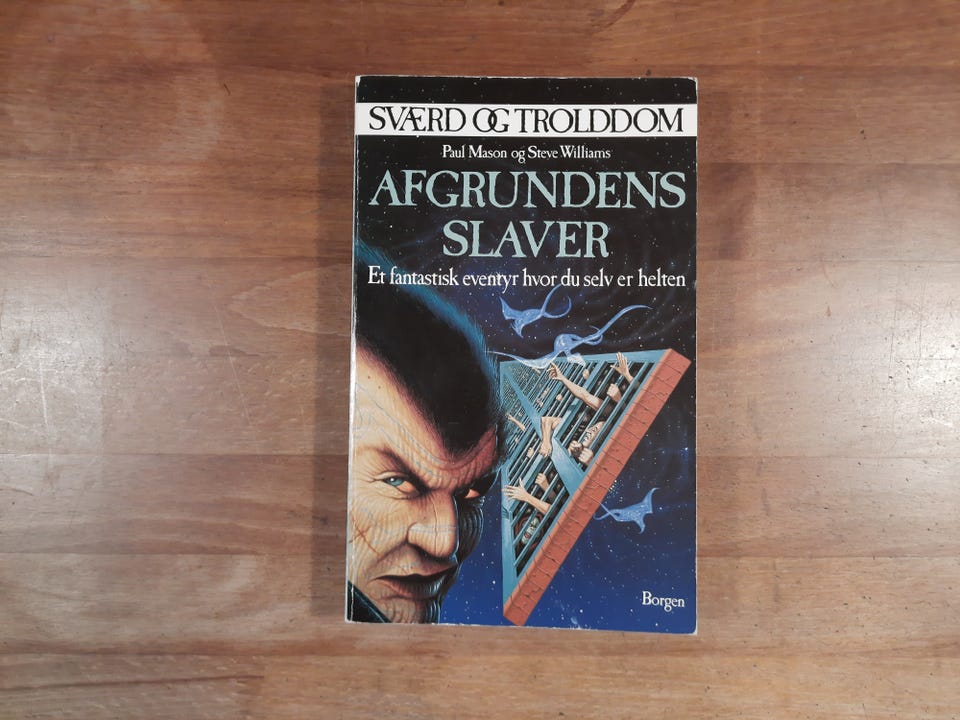 SVÆRD OG TROLDDOM
Paul Mason og Steve Williams
AFGRUNDENS
SLAVER
Et fantastisk eventyr hvor du selv er helten
Borgen